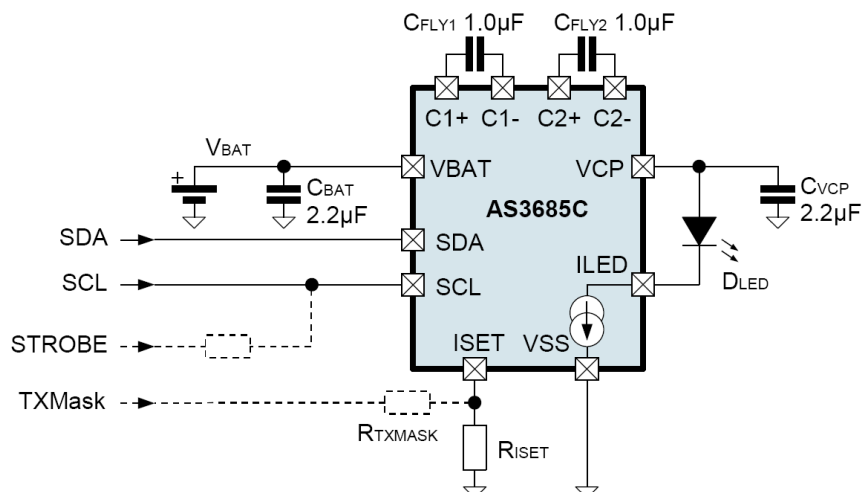 CFLY1 1.0µF
CFLY2 1.0µF
C1+
C1-
C2+
C2-
VBAT
+
VBAT
VCP
CBAT
2.2µF
CVCP
2.2µF
AS3685C
SDA
SDA
SCL
SCL
ILED
DLED
STROBE
ISET
VSS
TXMask
RTXMASK
RISET